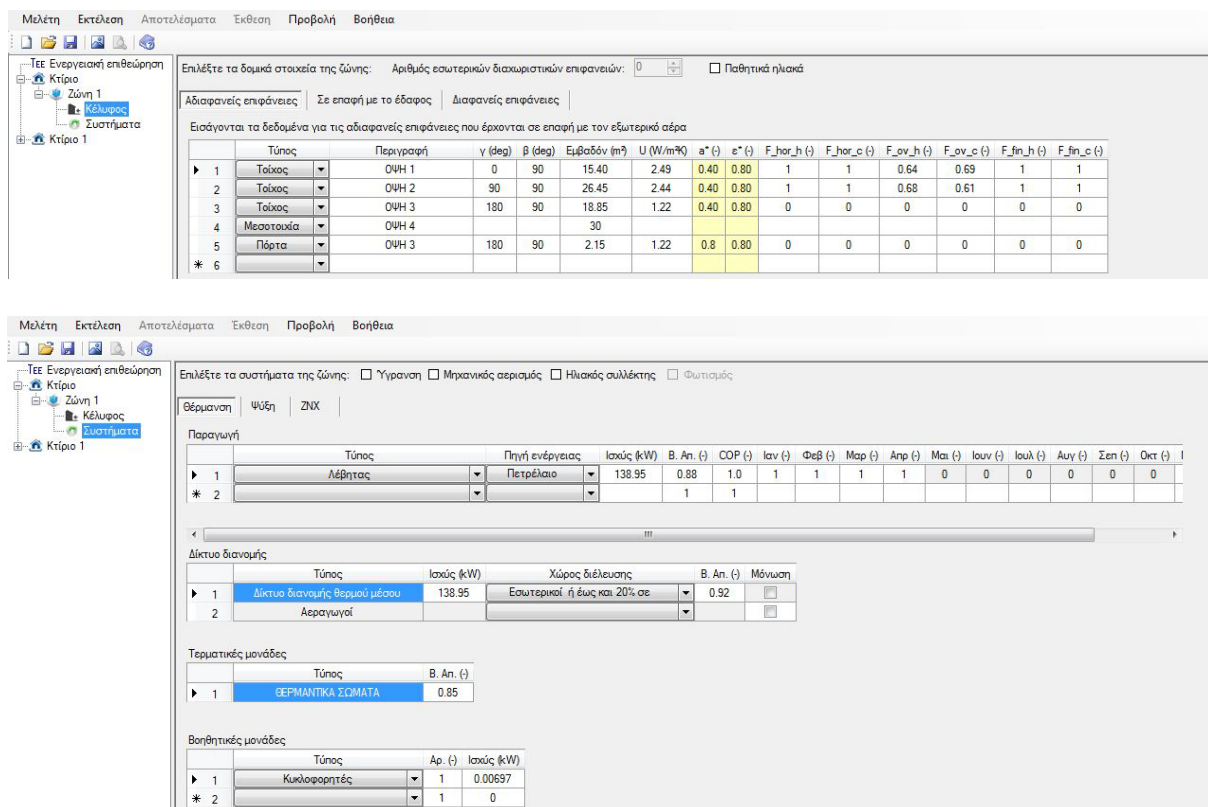 Μελέτη Εκτέλεση Αποτελέσματα Έκθεση Προβολή Βοήθεια
ΤΕΕ Ενεργειακή επιθεώρηση
Κτίριο
Ζώνη 1
Κέλυφος
Συστήματα
Κτίριο 1
Επιλέξτε τα δομικά στοιχεία της ζώνης: Αριθμός εσωτερικών διαχωριστικών επιφανειών: 0 Παθητικά ηλιακά
Αδιαφανείς επιφάνειες Σε επαφή με το έδαφος Διαφανείς επιφάνειες
Εισάγονται τα δεδομένα για τις αδιαφανείς επιφάνειες που έρχονται σε επαφή με τον εξωτερικό αέρα
Τύπος Περιγραφή γ (deg) β (deg) Εμβαδόν (m²) U (W/m²K) a* (-) ε* (-) F_hor_h (-) F_hor_c (-) F_ov_h (-) F_ov_c (-) F_fin_h (-) F_fin_c (-)
1 Τοίχος ΟΨΗ 1 0 90 15.40 2.49 0.40 0.80 1 1 0.64 0.69 1 1
2 Τοίχος ΟΨΗ 2 90 90 26.45 2.44 0.40 0.80 1 1 0.68 0.61 1 1
3 Τοίχος ΟΨΗ 3 180 90 18.85 1.22 0.40 0.80 0 0 0 0 0 0
4 Μεσοτοιχία ΟΨΗ 4 30
5 Πόρτα ΟΨΗ 3 180 90 2.15 1.22 0.8 0.80 0 0 0 0 0 0
* 6
Μελέτη Εκτέλεση Αποτελέσματα Έκθεση Προβολή Βοήθεια
ΤΕΕ Ενεργειακή επιθεώρηση
Κτίριο
Ζώνη 1
Κέλυφος
Συστήματα
Κτίριο 1
Επιλέξτε τα συστήματα της ζώνης: Ύγρανση Μηχανικός αερισμός Ηλιακός συλλέκτης Φωτισμός
Θέρμανση Ψύξη ΖΝΧ
Παραγωγή
Τύπος Πηγή ενέργειας Ισχύς (kW) Β. Απ. (-) COP (-) Ιαν (-) Φεβ (-) Μαρ (-) Απρ (-) Μαι (-) Ιουν (-) Ιουλ (-) Αυγ (-) Σεπ (-) Οκτ (-)
1 Λέβητας Πετρέλαιο 138.95 0.88 1.0 1 1 1 1 0 0 0 0 0 0
* 2 1 1
Δίκτυο διανομής
Τύπος Ισχύς (kW) Χώρος διέλευσης Β. Απ. (-) Μόνωση
1 Δίκτυο διανομής θερμού μέσου 138.95 Εσωτερικοί ή έως και 20% σε 0.92
2 Αεραγωγοί
Τερματικές μονάδες
Τύπος Β. Απ. (-)
1 ΘΕΡΜΑΝΤΙΚΑ ΣΩΜΑΤΑ 0.85
Βοηθητικές μονάδες
Τύπος Αρ. (-) Ισχύς (kW)
1 Κυκλοφορητές 1 0.00697
* 2 1 0